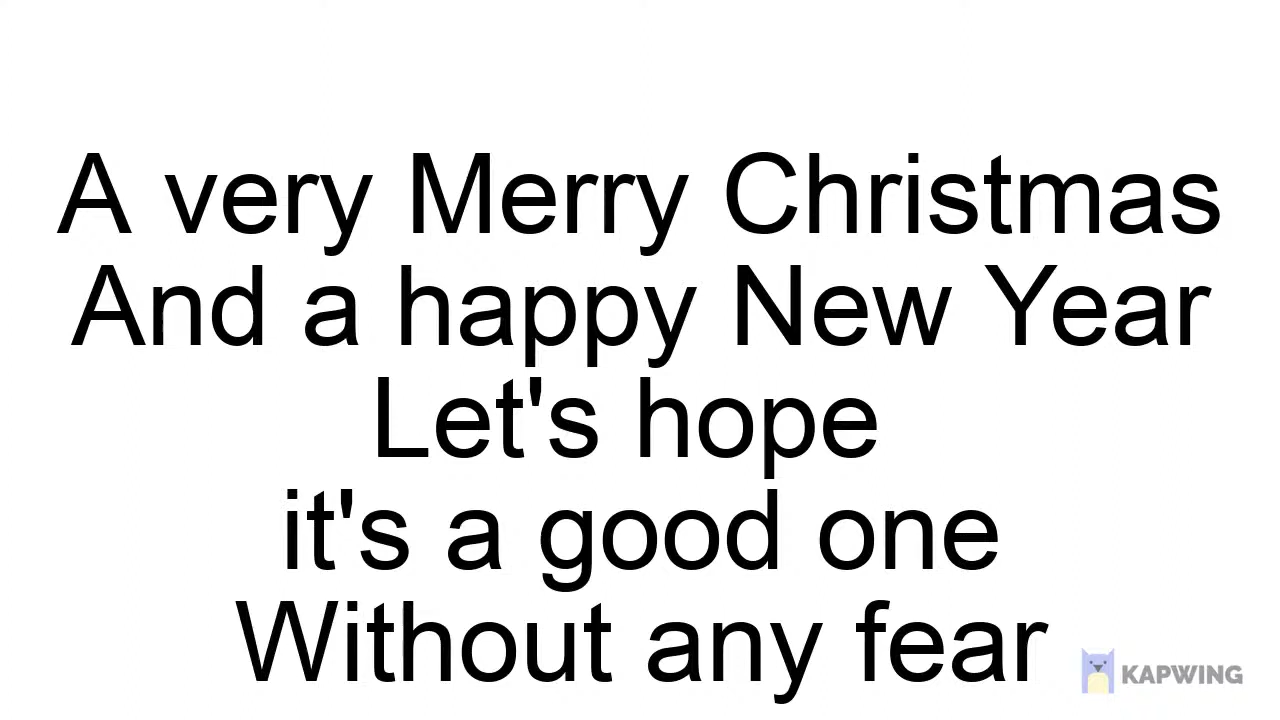 A very Merry Christmas
And a happy New Year
Let's hope
it's a good one
Without any fear
KAPWING